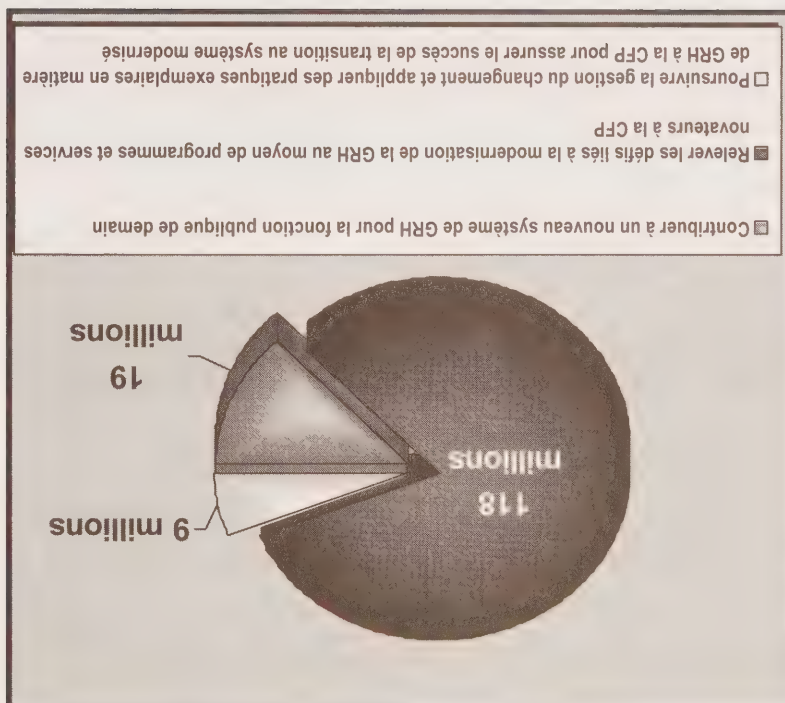 9 millions
118
millions
19
millions
Contribuer à un nouveau système de GRH pour la fonction publique de demain
Relever les défis liés à la modernisation de la GRH au moyen de programmes et services
novateurs à la CFP
Poursuivre la gestion du changement et appliquer des pratiques exemplaires en matière
de GRH à la CFP pour assurer le succès de la transition au système modernisé